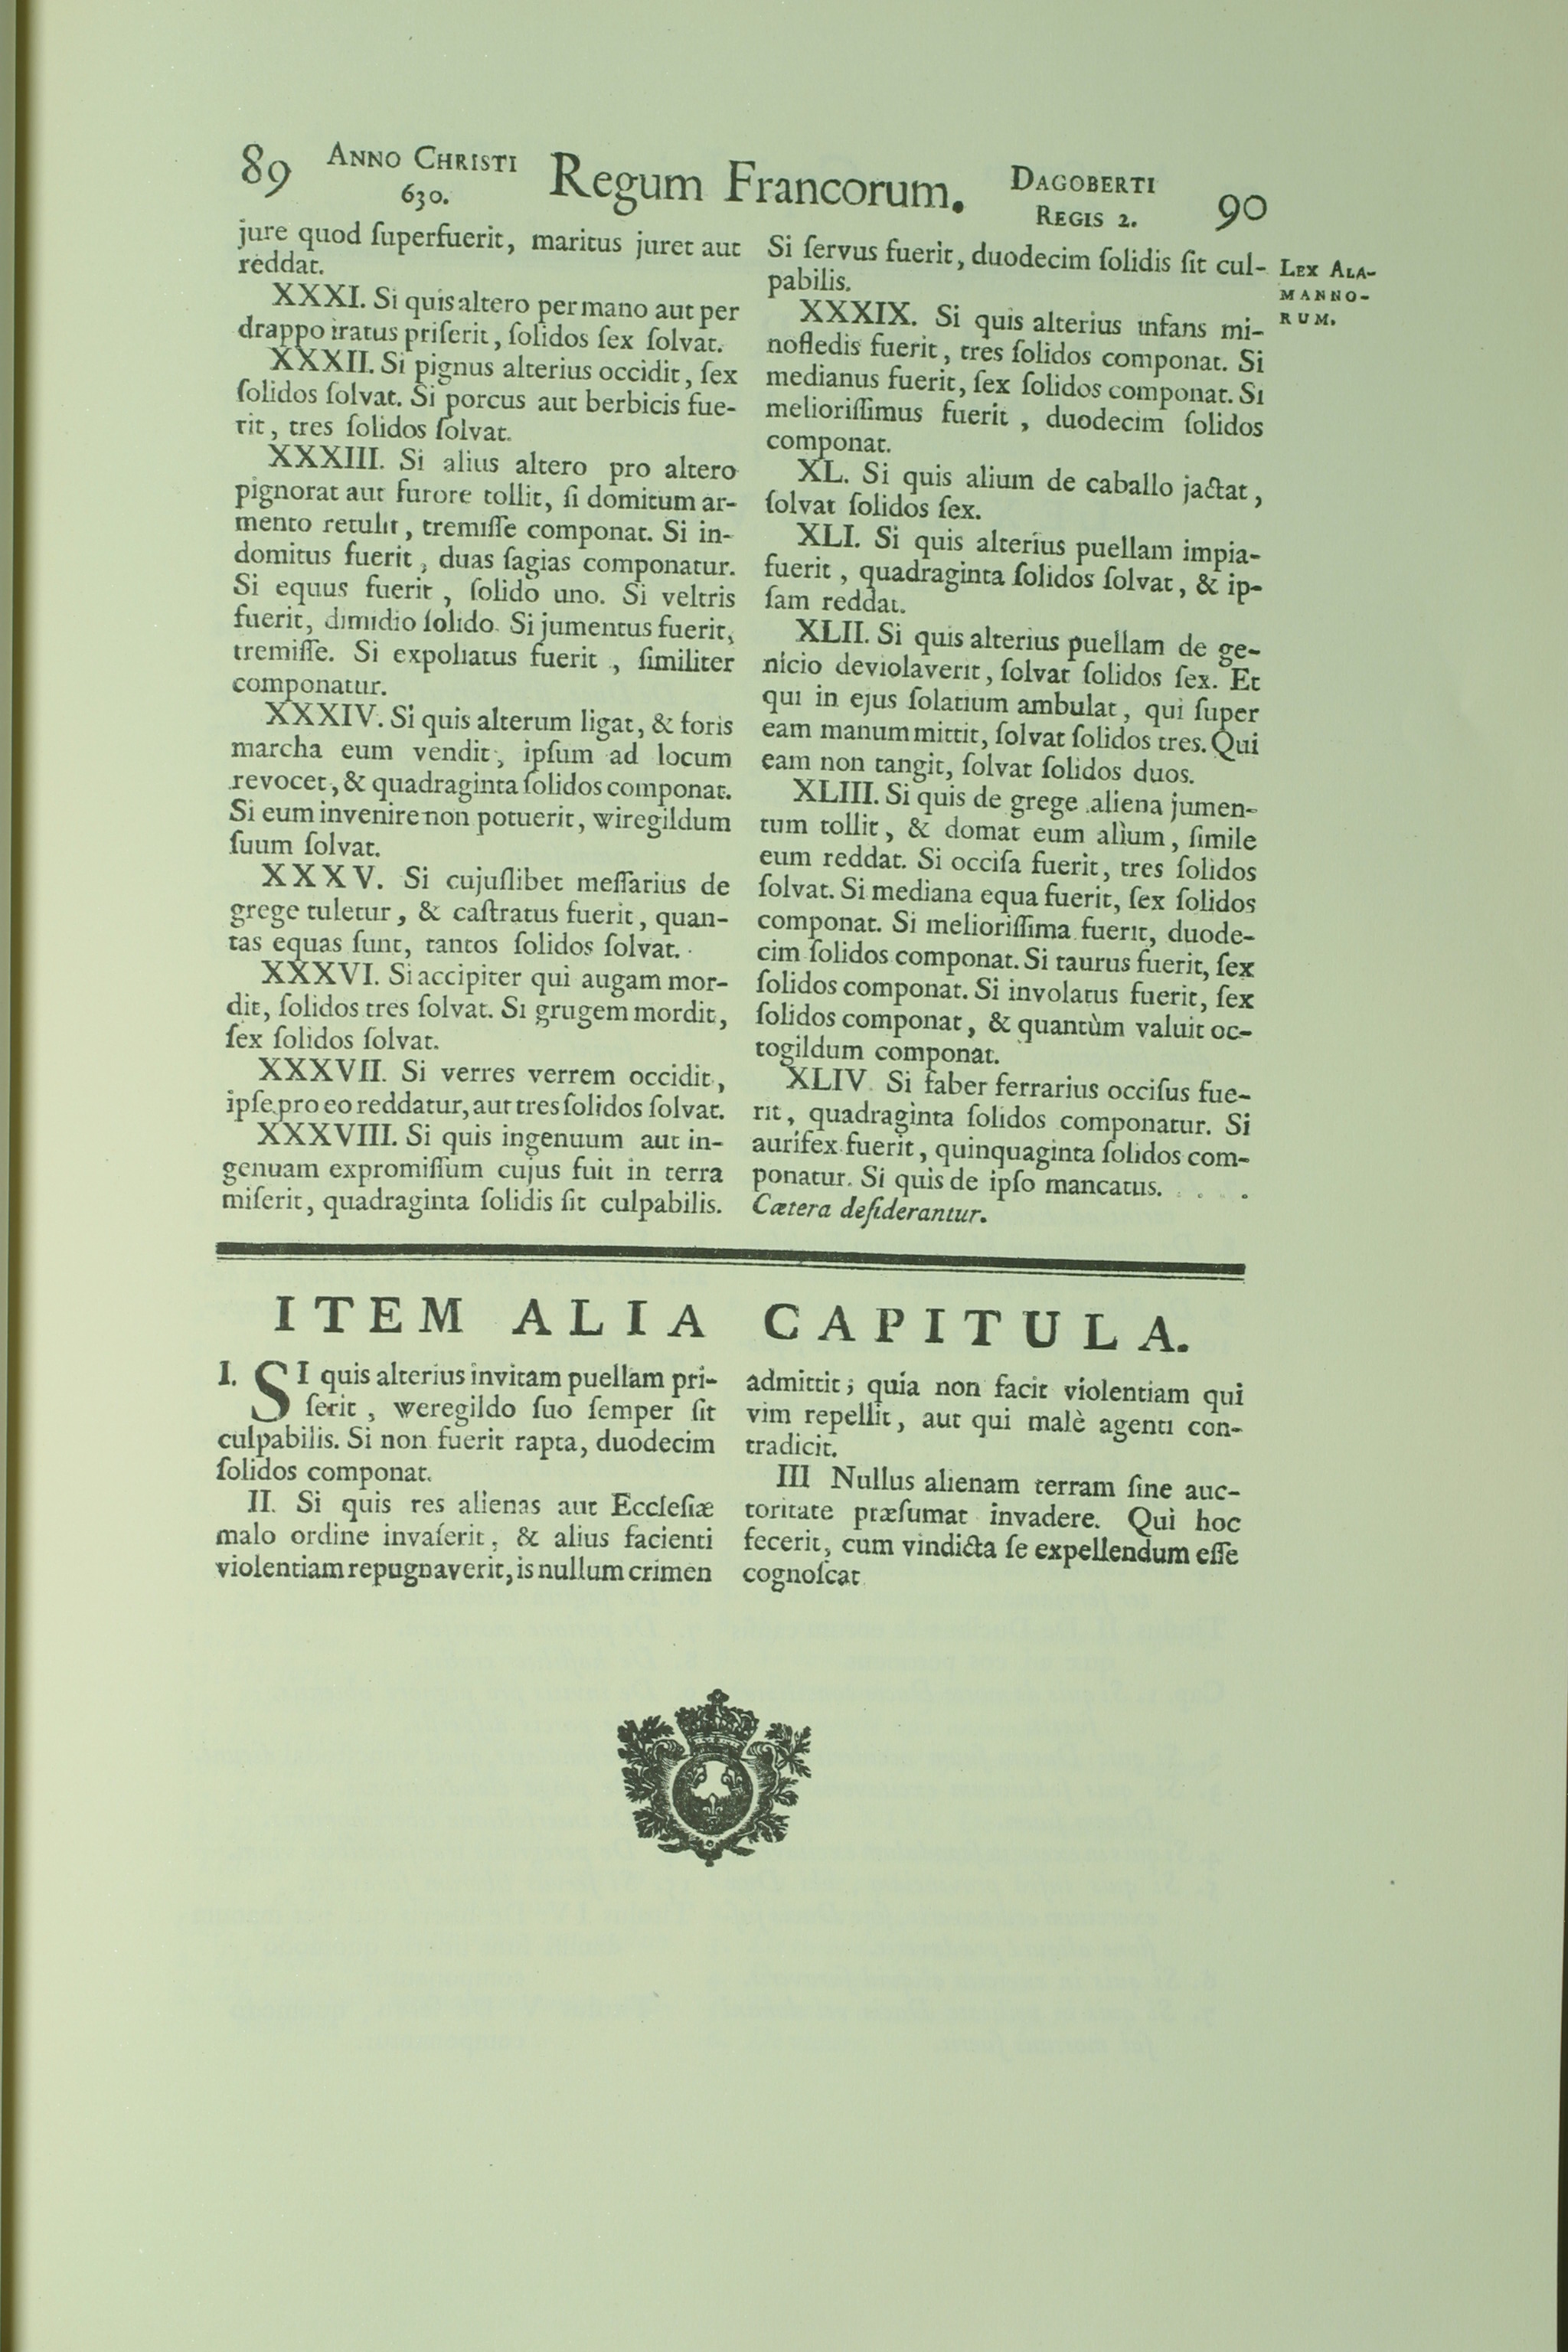 89 ANNO CHRISTI 630. Regum Francorum. DAGOBERTI REGIS 2. 90
jure quod ſuperfuerit, maritus juret aut
reddat.
XXXI. Si quis altero per mano aut per
drappo iratus priſerit, ſolidos ſex ſolvat.
XXXII. Si pignus alterius occidit, ſex
ſolidos ſolvat. Si porcus aut berbicis fue-
rit, tres ſolidos ſolvat.
XXXIII. Si alius altero pro altero
pignorat aut furore tollit, ſi domitum ar-
mento retulit, tremiſſe componat. Si in-
domitus fuerit, duas ſagias componatur.
Si equus fuerit, ſolido uno. Si veltris
fuerit, dimidio ſolido. Si jumentus fuerit,
tremiſſe. Si expoliatus fuerit, ſimiliter
componatur.
XXXIV. Si quis alterum ligat, & foris
marcha eum vendit, ipſum ad locum
revocet, & quadraginta ſolidos componat.
Si eum invenire non potuerit, wiregildum
ſuum ſolvat.
XXXV. Si cujuſlibet meſſarius de
grege tuletur, & caſtratus fuerit, quan-
tas equas ſunt, tantos ſolidos ſolvat.
XXXVI. Si accipiter qui augam mor-
dit, ſolidos tres ſolvat. Si grugem mordit,
ſex ſolidos ſolvat.
XXXVII. Si verres verrem occidit,
ipſe pro eo reddatur, aut tres ſolidos ſolvat.
XXXVIII. Si quis ingenuum aut in-
genuam expromiſſum cujus fuit in terra
miſerit, quadraginta ſolidis ſit culpabilis.
Si ſervus fuerit, duodecim ſolidis ſit cul-
pabilis.
LEX ALA-
MANNO-
RUM.
XXXIX. Si quis alterius infans mi-
nofledis fuerit, tres ſolidos componat. Si
medianus fuerit, ſex ſolidos componat. Si
melioriſſimus fuerit, duodecim ſolidos
componat.
XL. Si quis alium de caballo jactat,
ſolvat ſolidos ſex.
XLI. Si quis alterius puellam impia-
fuerit, quadraginta ſolidos ſolvat, & ip-
ſam reddat.
XLII. Si quis alterius puellam de ge-
nicio deviolaverit, ſolvat ſolidos ſex. Et
qui in ejus ſolatium ambulat, qui ſuper
eam manum mittit, ſolvat ſolidos tres. Qui
eam non tangit, ſolvat ſolidos duos.
XLIII. Si quis de grege aliena jumen-
tum tollit, & domat eum alium, ſimile
eum reddat. Si occiſa fuerit, tres ſolidos
ſolvat. Si mediana equa fuerit, ſex ſolidos
componat. Si melioriſſima fuerit, duode-
cim ſolidos componat. Si taurus fuerit, ſex
ſolidos componat. Si involatus fuerit, ſex
ſolidos componat, & quantùm valuit oc-
togildum componat.
XLIV. Si faber ferrarius occiſus fue-
rit, quadraginta ſolidos componatur. Si
aurifex fuerit, quinquaginta ſolidos com-
ponatur. Si quis de ipſo mancatus. . . .
Cætera deſiderantur.
ITEM ALIA CAPITULA.
I. SI quis alterius invitam puellam pri-
ſerit, weregildo ſuo ſemper ſit
culpabilis. Si non fuerit rapta, duodecim
ſolidos componat.
II. Si quis res alienas aut Eccleſiæ
malo ordine invaſerit, & alius facienti
violentiam repugnaverit, is nullum crimen
admittit; quia non facit violentiam qui
vim repellit, aut qui malè agenti con-
tradicit.
III Nullus alienam terram ſine auc-
toritate præſumat invadere. Qui hoc
fecerit, cum vindicta ſe expellendum eſſe
cognoſcat